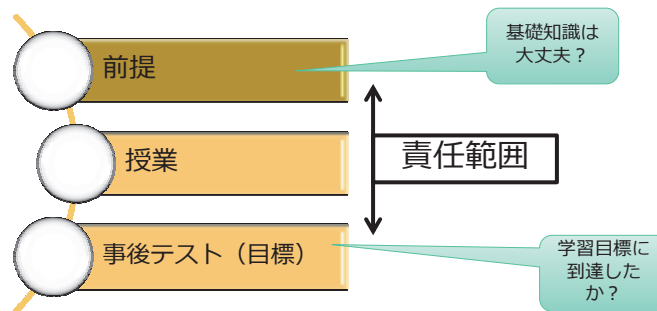 前提
基礎知識は
大丈夫？
授業
責任範囲
事後テスト（目標）
学習目標に
到達した
か？